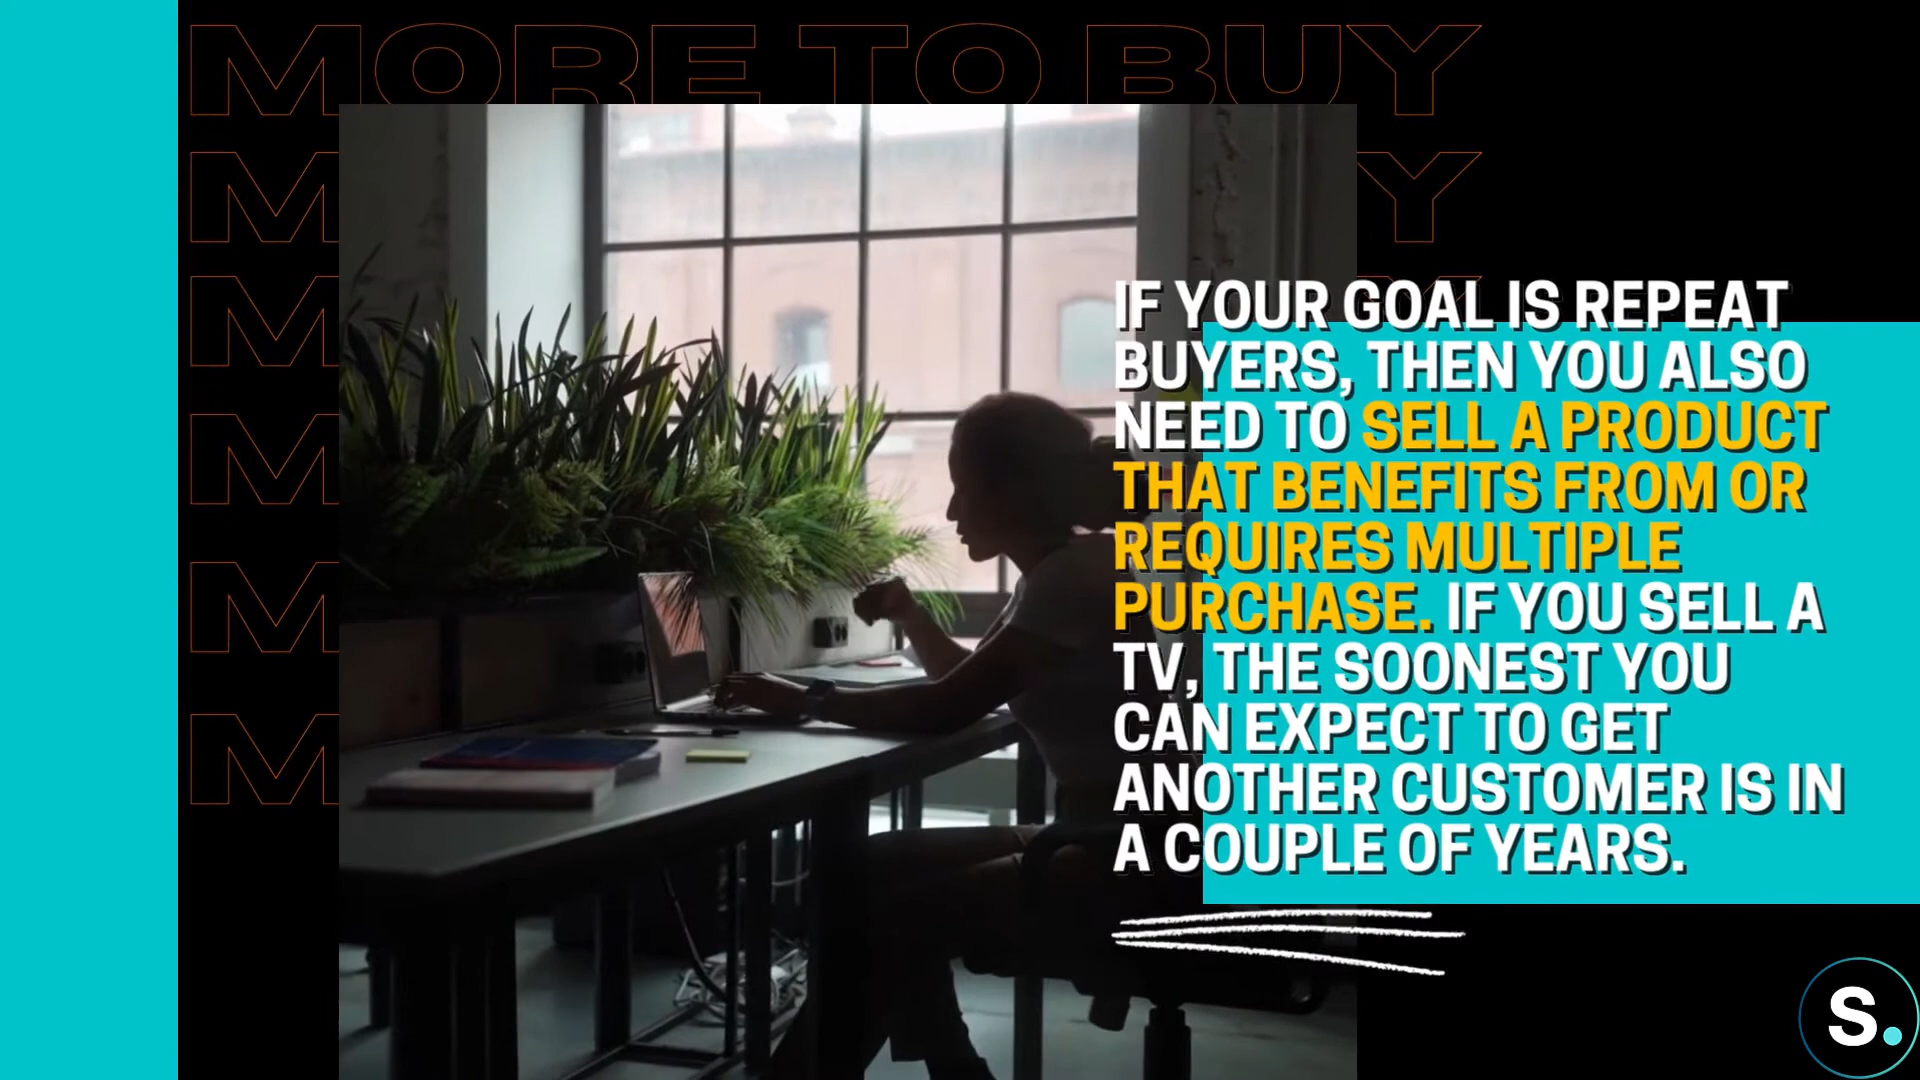 MORE TO BUY
M Y
M
M
M
M
IF YOUR GOAL IS REPEAT
BUYERS, THEN YOU ALSO
NEED TO SELL A PRODUCT
THAT BENEFITS FROM OR
REQUIRES MULTIPLE
PURCHASE. IF YOU SELL A
TV, THE SOONEST YOU
CAN EXPECT TO GET
ANOTHER CUSTOMER IS IN
A COUPLE OF YEARS.
S.